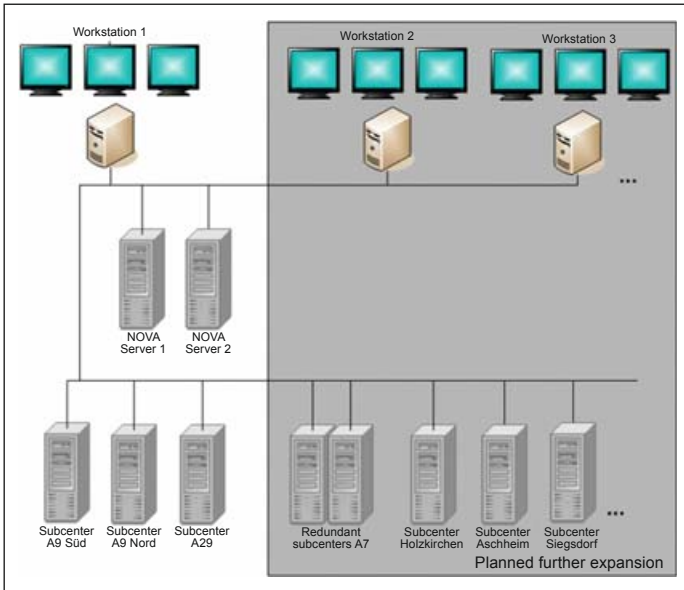 Workstation 1
Workstation 2
Workstation 3
...
NOVA
Server 1
NOVA
Server 2
Subcenter
A9 Süd
Subcenter
A9 Nord
Subcenter
A29
Redundant
subcenters A7
Subcenter
Holzkirchen
Subcenter
Aschheim
Subcenter
Siegsdorf
...
Planned further expansion